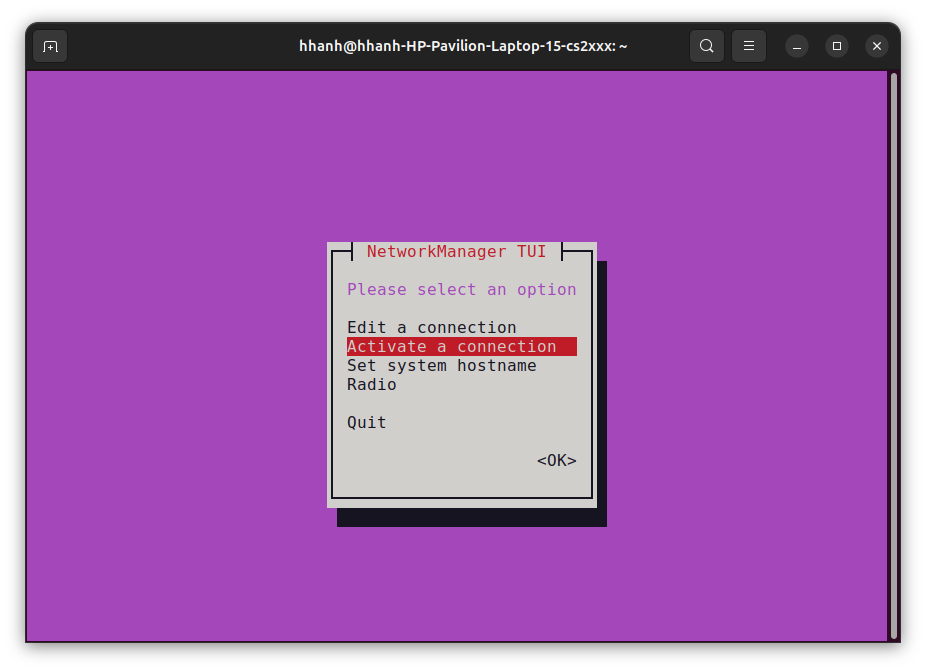 hhanh@hhanh-HP-Pavilion-Laptop-15-cs2xxx: ~
NetworkManager TUI
Please select an option
Edit a connection
Activate a connection
Set system hostname
Radio
Quit
<OK>